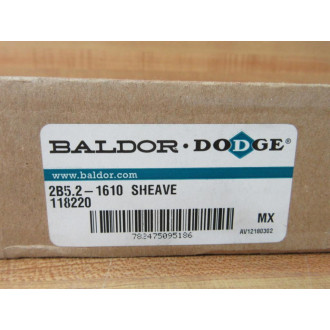 BALDOR · DODGE®
www.baldor.com
2B5.2-1610 SHEAVE
118220
MX
782475095186
AV12180302